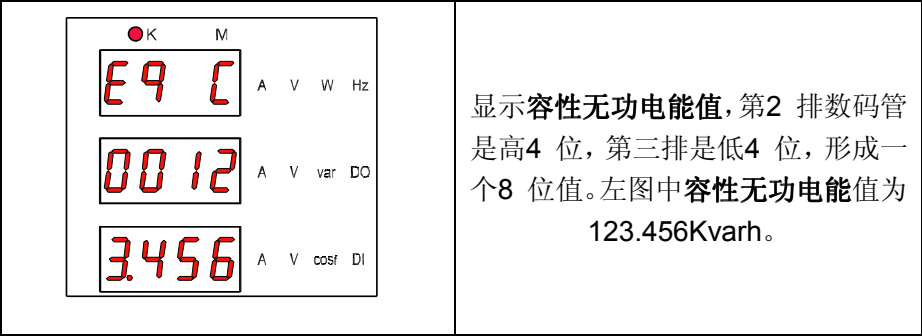 K M
Eq C
A V W Hz
0012
A V var DO
3.456
A V cosf DI
显示容性无功电能值，第2 排数码管
是高4 位，第三排是低4 位，形成一
个8 位值。左图中容性无功电能值为
123.456Kvarh。